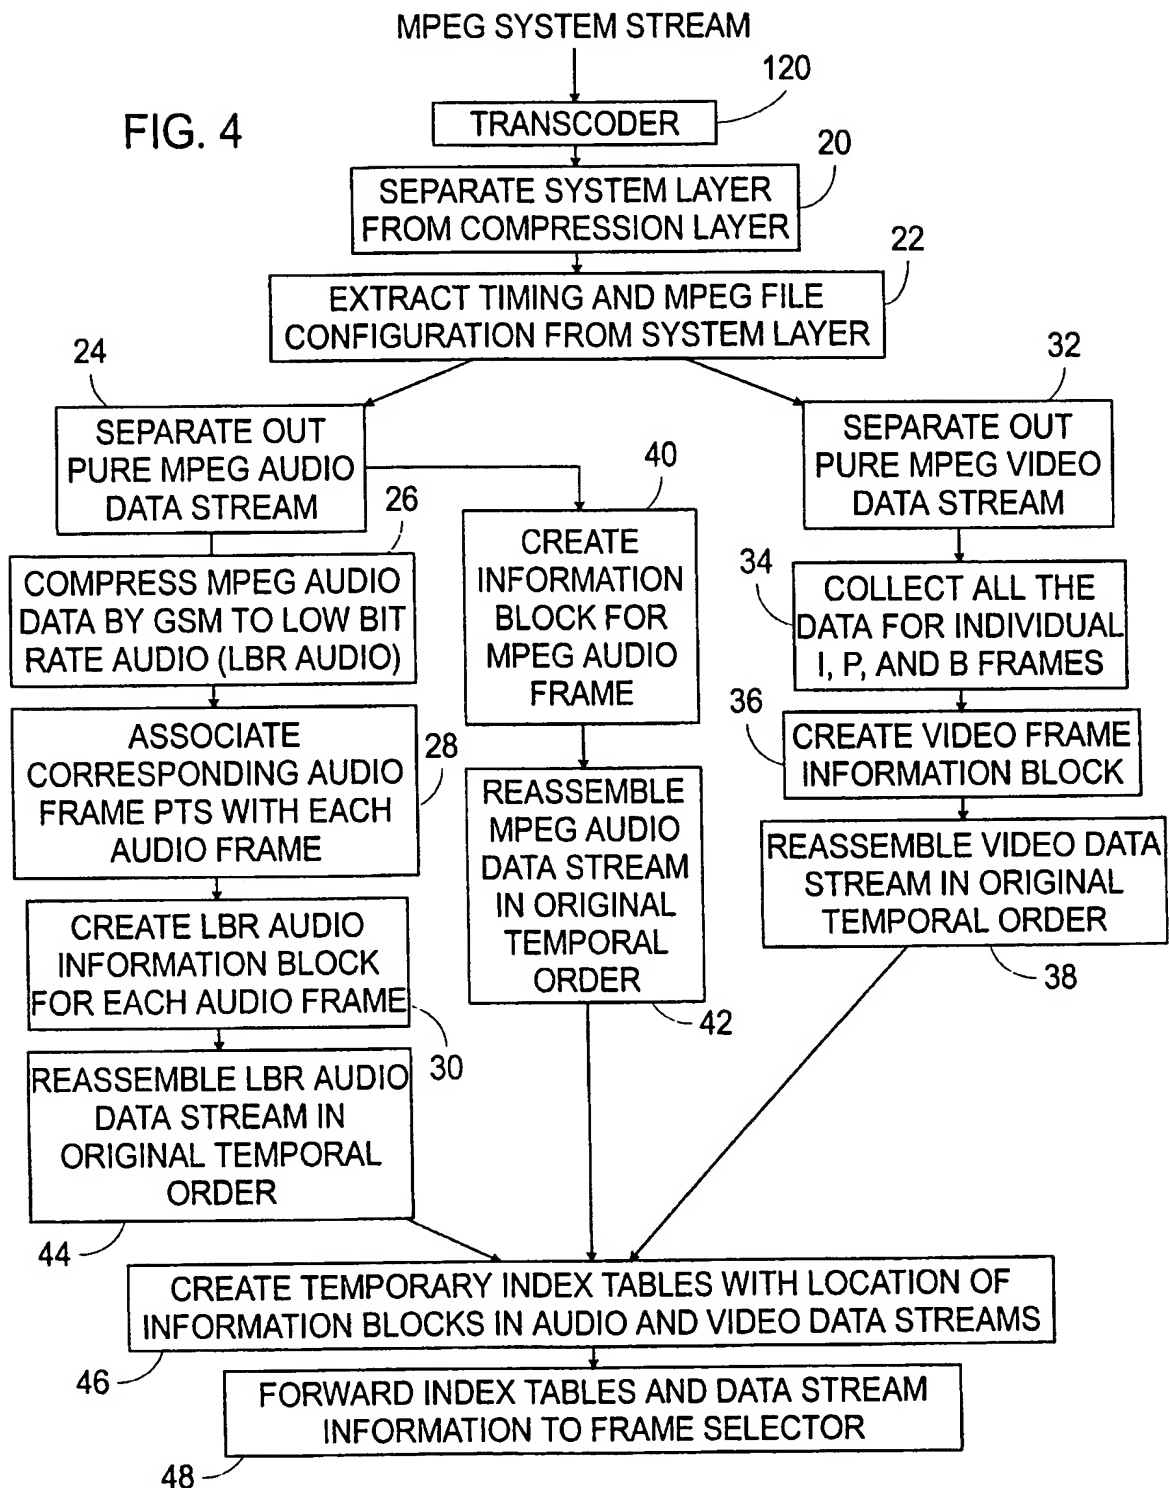 MPEG SYSTEM STREAM
120
FIG. 4
TRANSCODER
20
SEPARATE SYSTEM LAYER
FROM COMPRESSION LAYER
22
EXTRACT TIMING AND MPEG FILE
CONFIGURATION FROM SYSTEM LAYER
24
SEPARATE OUT
PURE MPEG AUDIO
DATA STREAM
26
COMPRESS MPEG AUDIO
DATA BY GSM TO LOW BIT
RATE AUDIO (LBR AUDIO)
ASSOCIATE
CORRESPONDING AUDIO
FRAME PTS WITH EACH
AUDIO FRAME
28
CREATE LBR AUDIO
INFORMATION BLOCK
FOR EACH AUDIO FRAME
30
REASSEMBLE LBR AUDIO
DATA STREAM IN
ORIGINAL TEMPORAL
ORDER
44
40
CREATE
INFORMATION
BLOCK FOR
MPEG AUDIO
FRAME
REASSEMBLE
MPEG AUDIO
DATA STREAM
IN ORIGINAL
TEMPORAL
ORDER
42
32
SEPARATE OUT
PURE MPEG VIDEO
DATA STREAM
34
COLLECT ALL THE
DATA FOR INDIVIDUAL
I, P, AND B FRAMES
36
CREATE VIDEO FRAME
INFORMATION BLOCK
REASSEMBLE VIDEO DATA
STREAM IN ORIGINAL
TEMPORAL ORDER
38
CREATE TEMPORARY INDEX TABLES WITH LOCATION OF
INFORMATION BLOCKS IN AUDIO AND VIDEO DATA STREAMS
46
FORWARD INDEX TABLES AND DATA STREAM
INFORMATION TO FRAME SELECTOR
48